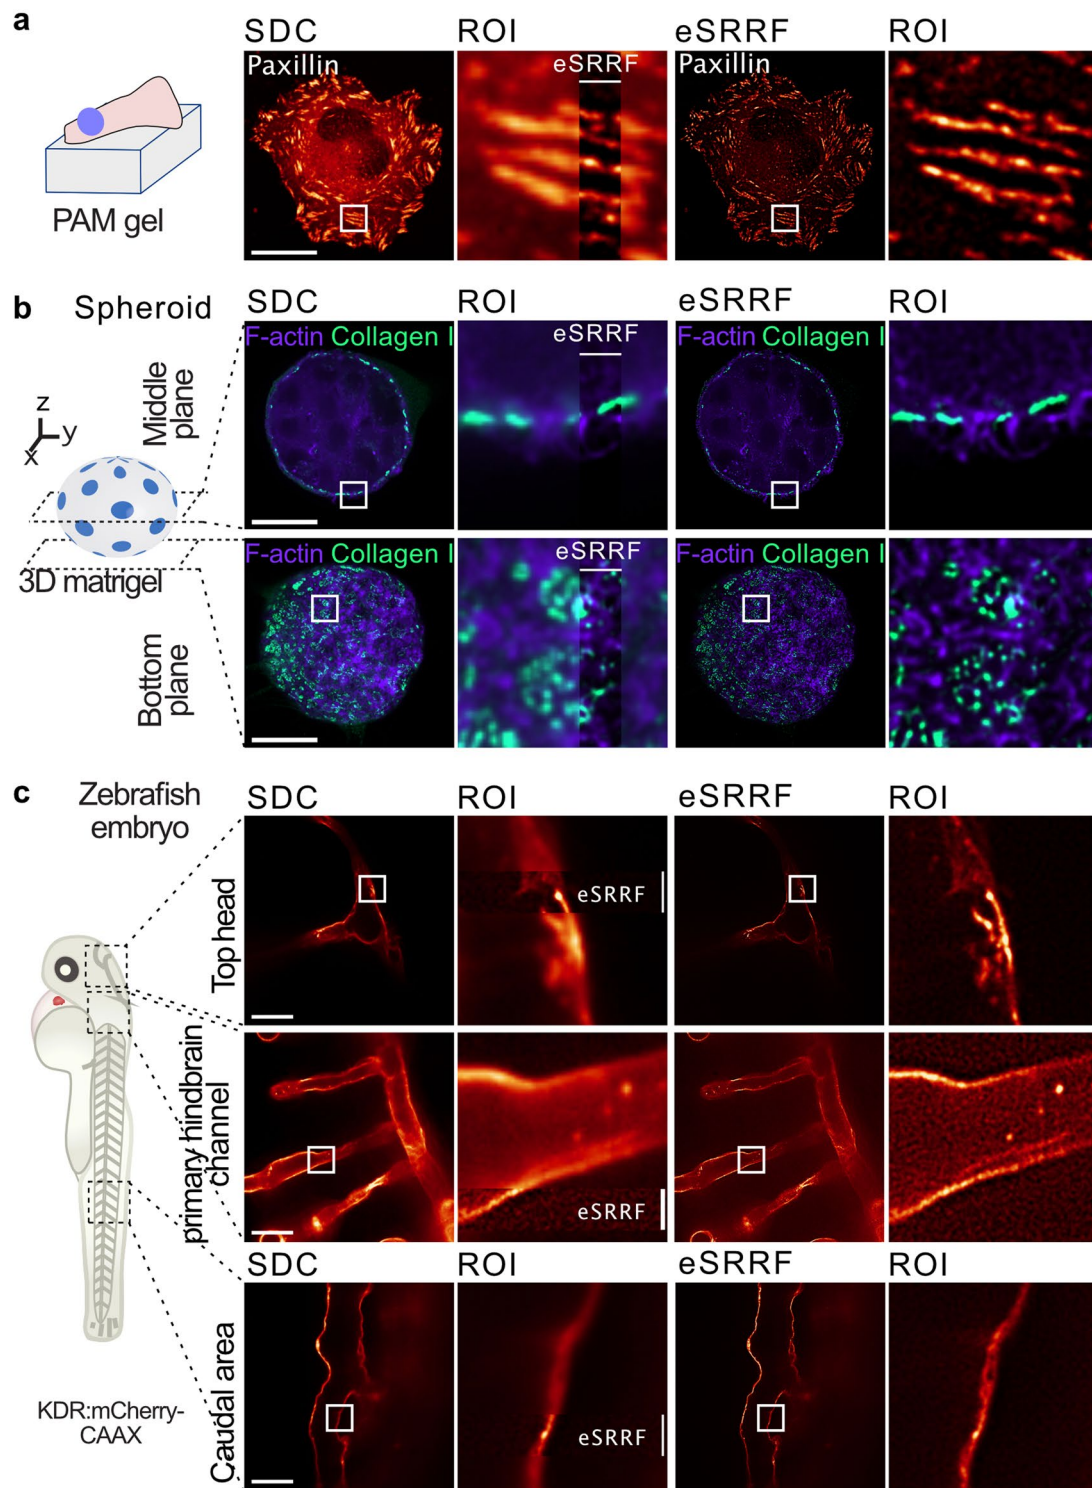 a
SDC
ROI
eSRRF
ROI
Paxillin
eSRRF
Paxillin
PAM gel
b
Spheroid
SDC
ROI
eSRRF
ROI
F-actin Collagen I
eSRRF
F-actin Collagen I
Middle
plane
z
y
x
3D matrigel
F-actin Collagen I
eSRRF
F-actin Collagen I
Bottom
plane
c
Zebrafish
embryo
SDC
ROI
eSRRF
ROI
Top head
eSRRF
primary hindbrain
channel
eSRRF
SDC
ROI
eSRRF
ROI
Caudal area
eSRRF
KDR:mCherry-
CAAX